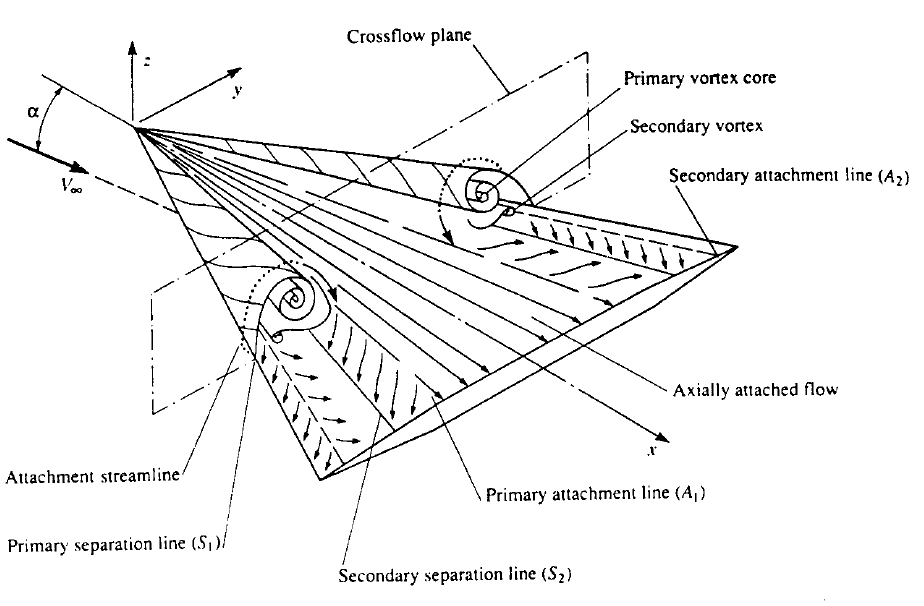 Crossflow plane
z
Primary vortex core
y
α
Secondary vortex
V∞
Secondary attachment line (A2)
Axially attached flow
x
Attachment streamline
Primary attachment line (A1)
Primary separation line (S1)
Secondary separation line (S2)